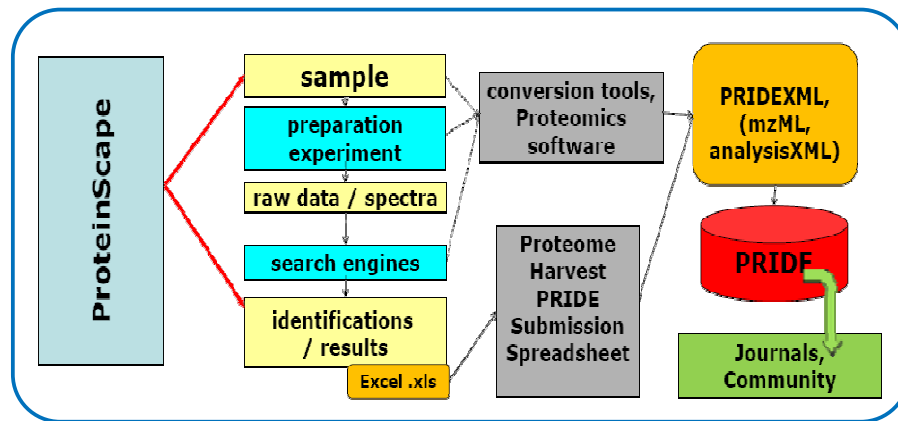 ProteinScape
sample
preparation
experiment
raw data / spectra
search engines
identifications
/ results
Excel .xls
conversion tools,
Proteomics
software
Proteome
Harvest
PRIDE
Submission
Spreadsheet
PRIDEXML,
(mzML,
analysisXML)
PRIDE
Journals,
Community